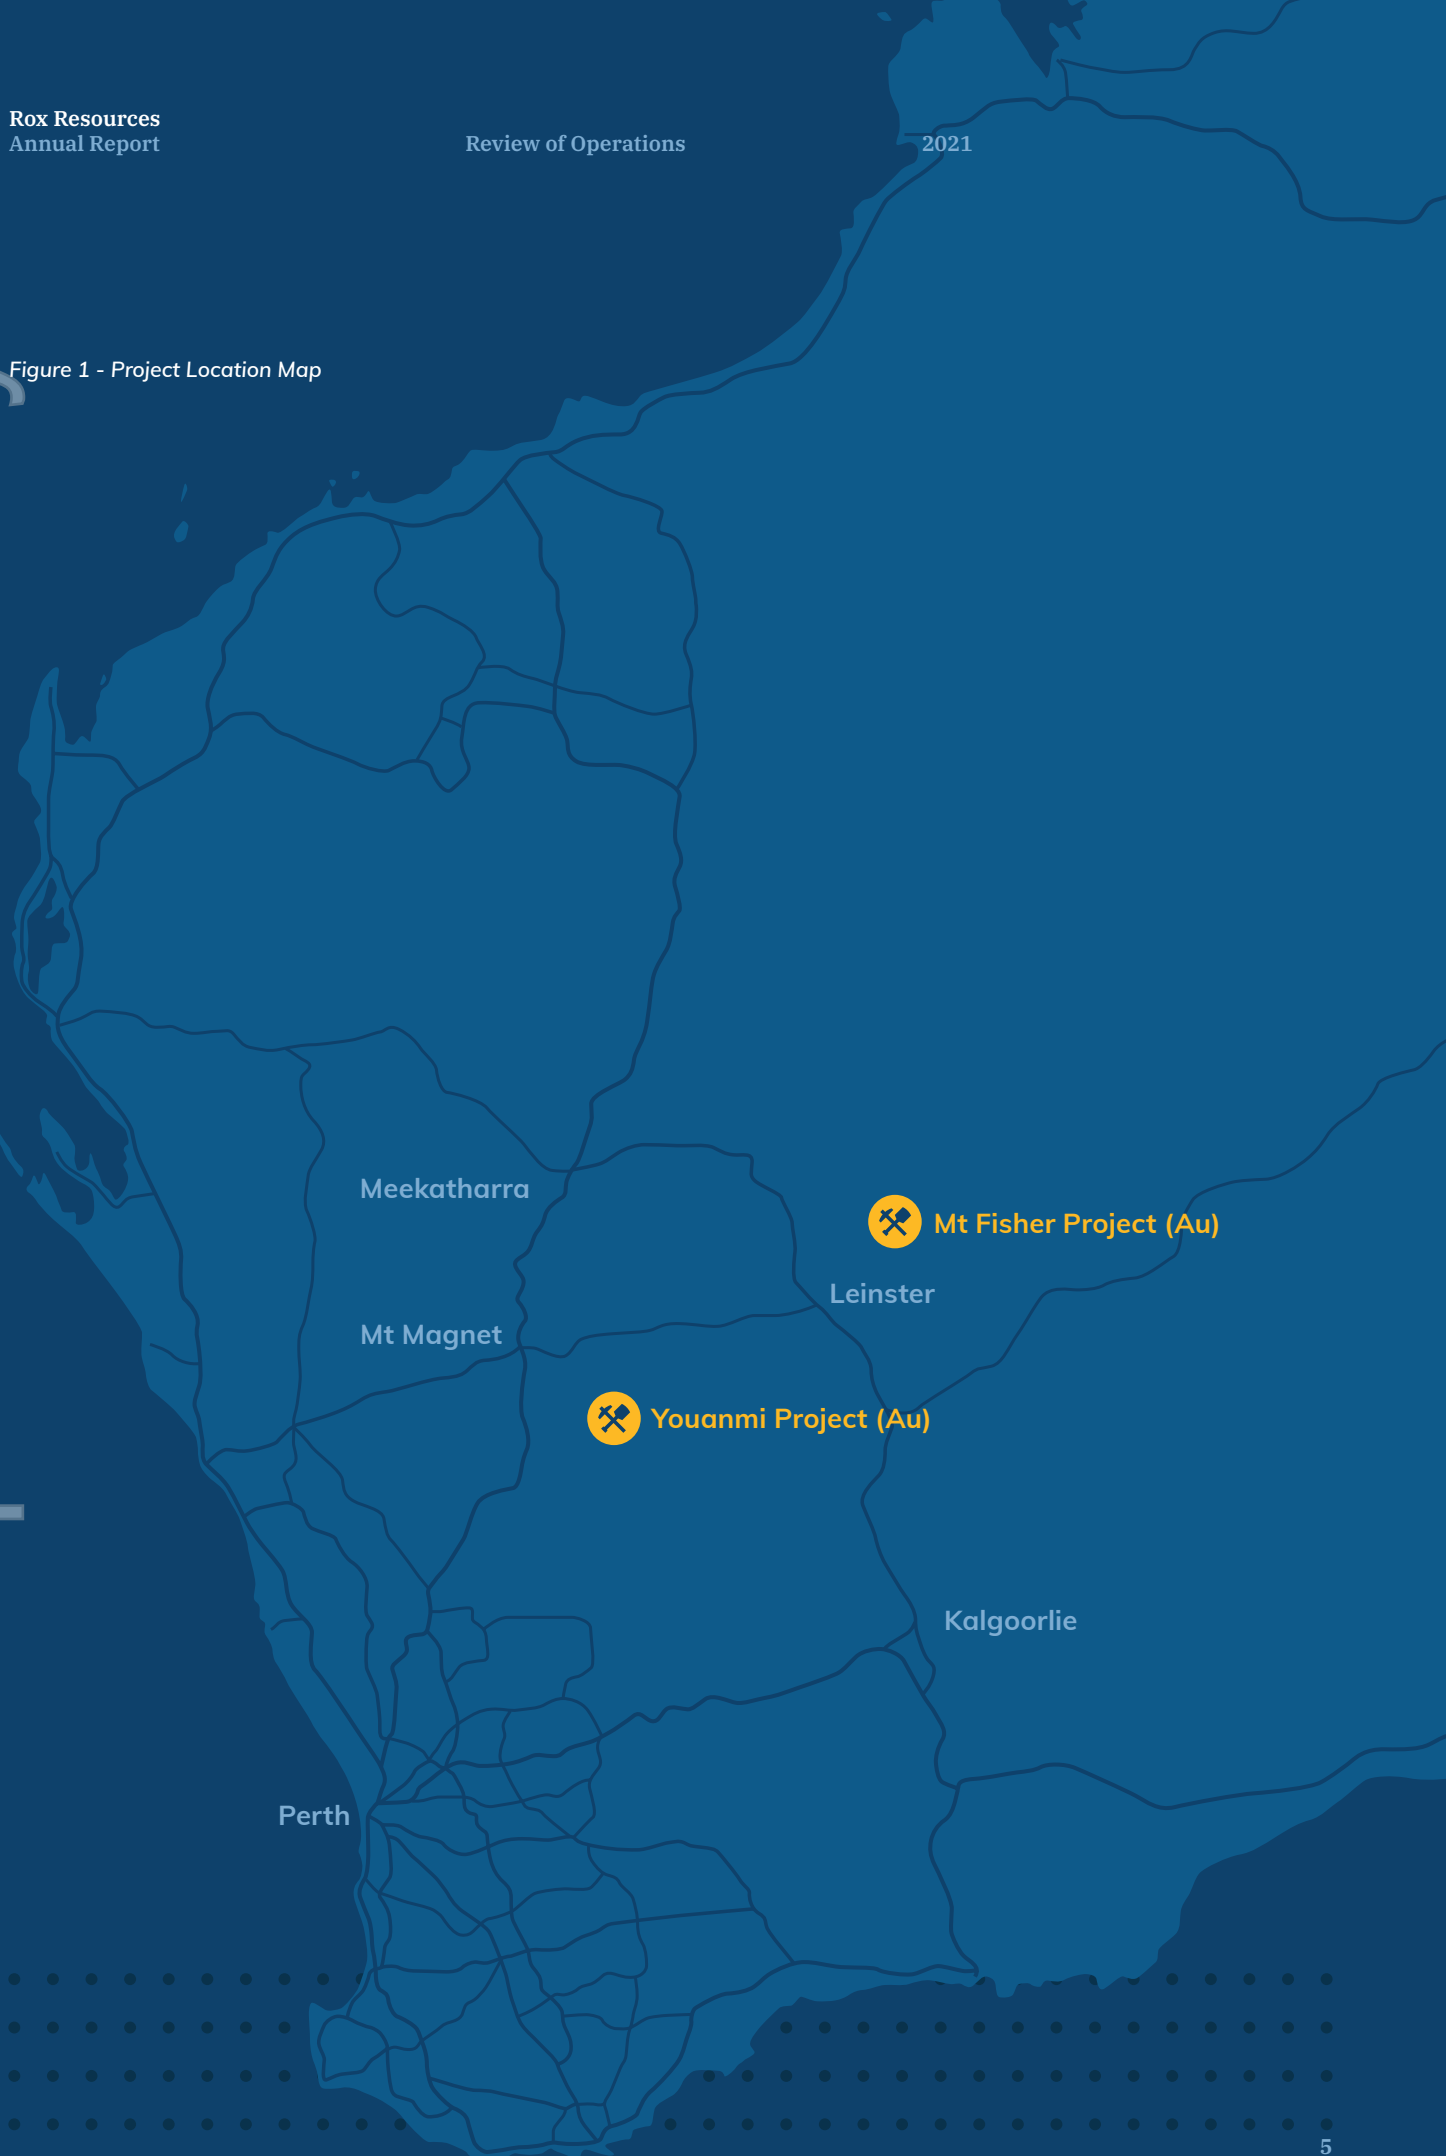 Rox Resources
Annual Report
Review of Operations
2021
Figure 1 - Project Location Map
Meekatharra
Mt Fisher Project (Au)
Leinster
Mt Magnet
Youanmi Project (Au)
Kalgoorlie
Perth
5